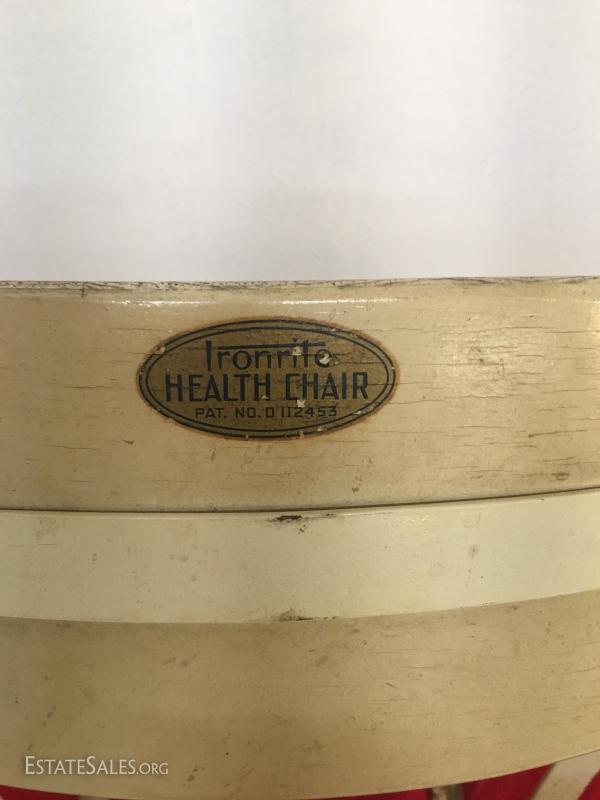 Ironrite
HEALTH CHAIR
PAT. NO. D 112453
ESTATESALES.ORG